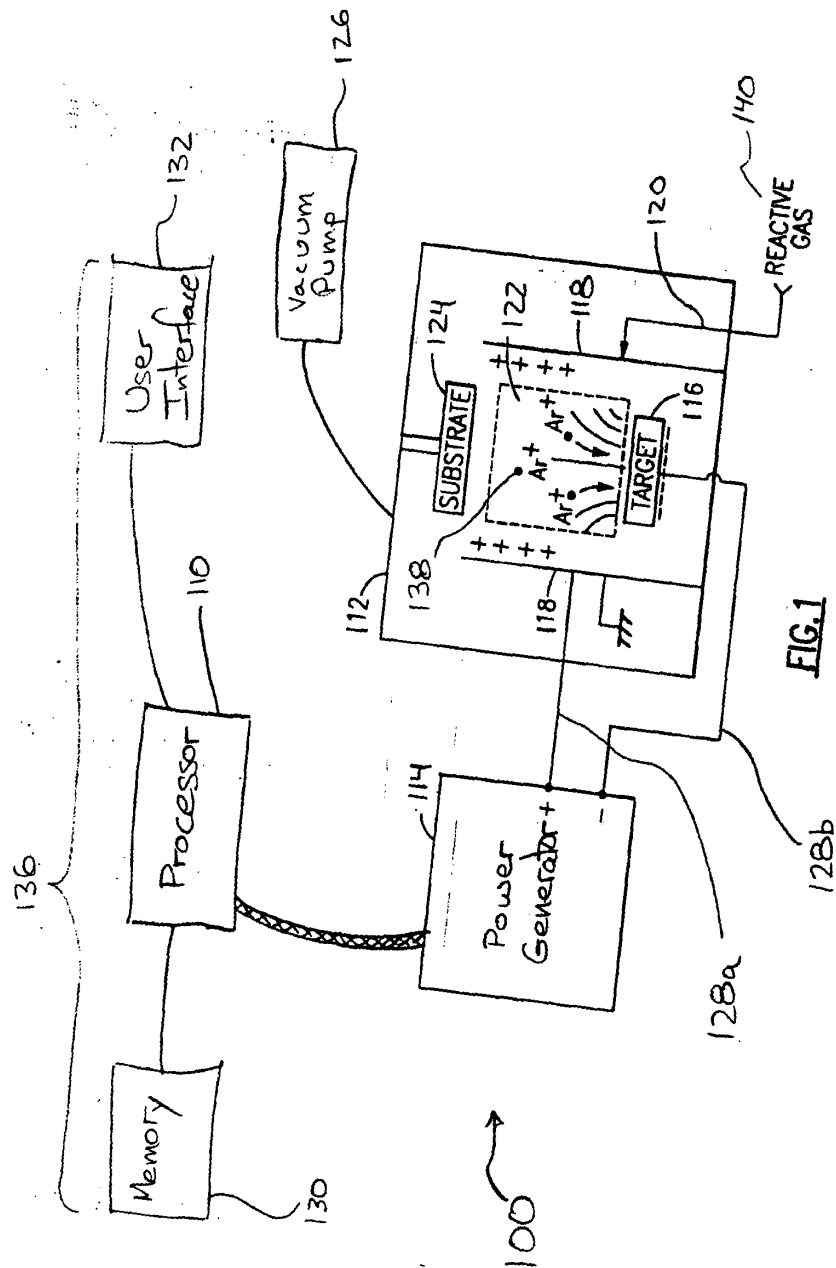 136
Memory
130
Processor
110
User
Interface
132
Vacuum
Pump
126
100
114
Power
Generator
+
-
128a
128b
112
138
118
+ + + +
SUBSTRATE
124
+ + + +
122
118
Ar+
Ar+
Ar+
TARGET
116
120
REACTIVE
GAS
140
FIG.1